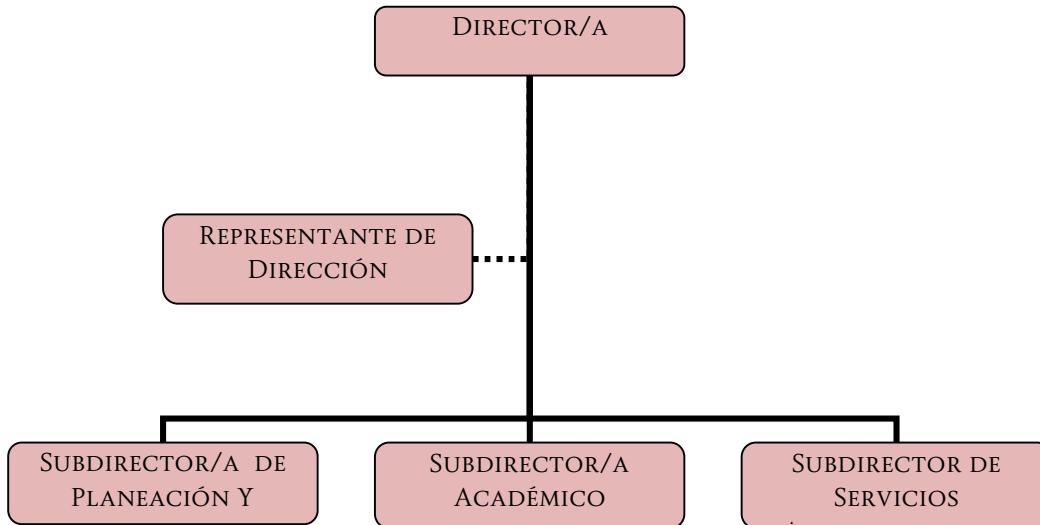 Director/a
Representante de
Dirección
Subdirector/a de
Planeación Y
Subdirector/a
Académico
Subdirector de
Servicios